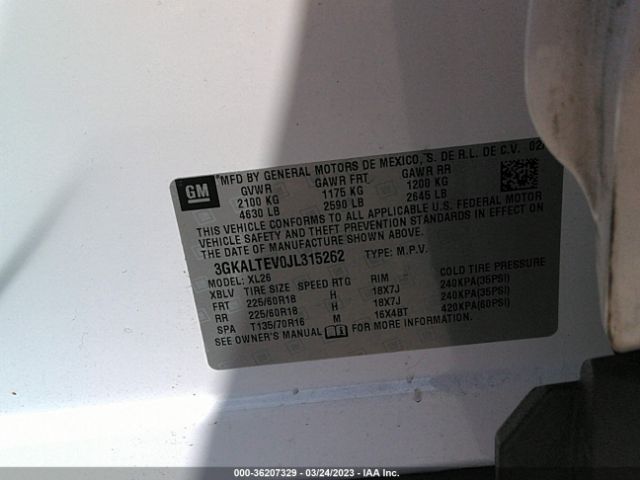 GM
*MFD BY GENERAL MOTORS DE MEXICO, S. DE R.L. DE C.V. 02/
GVWR GAWR FRT GAWR RR
2100 KG 1175 KG 1200 KG
4630 LB 2590 LB 2645 LB
THIS VEHICLE CONFORMS TO ALL APPLICABLE U.S. FEDERAL MOTOR
VEHICLE SAFETY AND THEFT PREVENTION STANDARDS IN EFFECT ON
THE DATE OF MANUFACTURE SHOWN ABOVE.
3GKALTEV0JL315262 TYPE: M.P.V.
MODEL: XL26
XBLV TIRE SIZE SPEED RTG RIM COLD TIRE PRESSURE
FRT 225/60R18 H 18X7J 240KPA(35PSI)
RR 225/60R18 H 18X7J 240KPA(35PSI)
SPA T135/70R16 M 16X4BT 420KPA(60PSI)
SEE OWNER'S MANUAL FOR MORE INFORMATION.
000-36207329 - 03/24/2023 - IAA Inc.